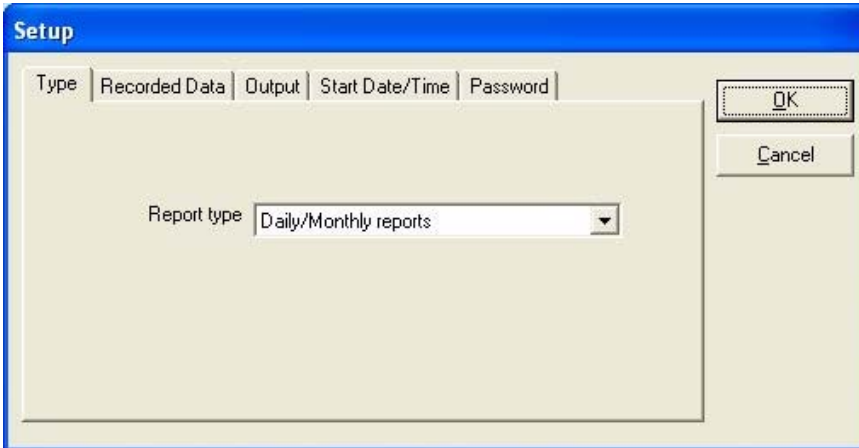 Setup
Type Recorded Data Output Start Date/Time Password
OK
Cancel
Report type Daily/Monthly reports